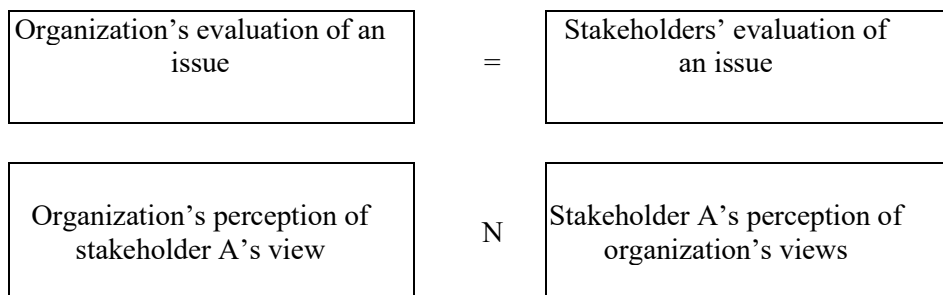 Organization’s evaluation of an
issue
=
Stakeholders’ evaluation of
an issue
Organization’s perception of
stakeholder A’s view
N
Stakeholder A’s perception of
organization’s views